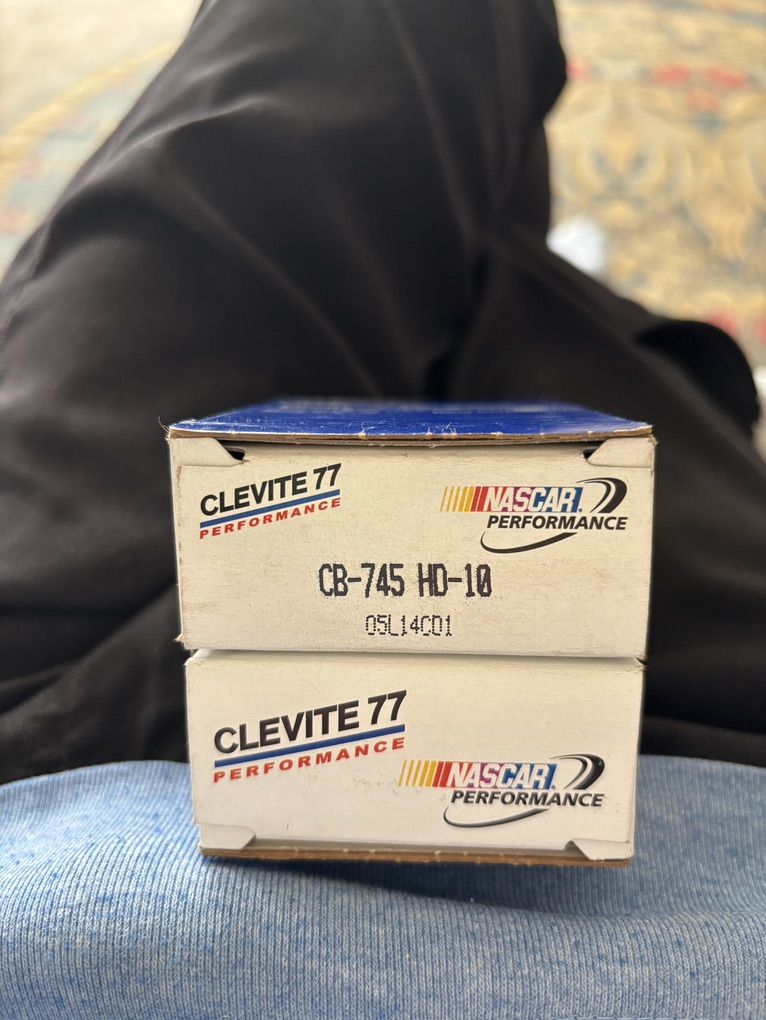 CLEVITE 77
PERFORMANCE
NASCAR.
PERFORMANCE
CB-745 HD-10
05L14C01
CLEVITE 77
PERFORMANCE
NASCAR.
PERFORMANCE